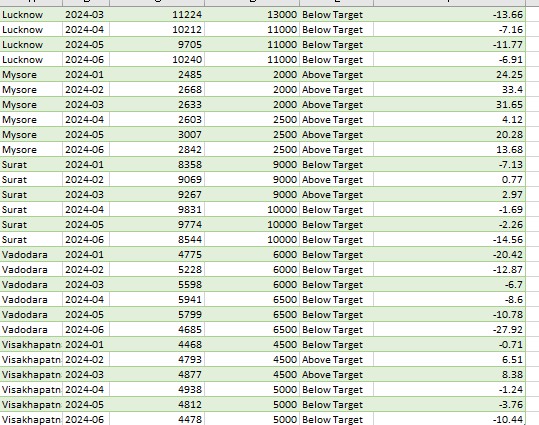 Lucknow 2024-03 11224 13000 Below Target -13.66
Lucknow 2024-04 10212 11000 Below Target -7.16
Lucknow 2024-05 9705 11000 Below Target -11.77
Lucknow 2024-06 10240 11000 Below Target -6.91
Mysore 2024-01 2485 2000 Above Target 24.25
Mysore 2024-02 2668 2000 Above Target 33.4
Mysore 2024-03 2633 2000 Above Target 31.65
Mysore 2024-04 2603 2500 Above Target 4.12
Mysore 2024-05 3007 2500 Above Target 20.28
Mysore 2024-06 2842 2500 Above Target 13.68
Surat 2024-01 8358 9000 Below Target -7.13
Surat 2024-02 9069 9000 Above Target 0.77
Surat 2024-03 9267 9000 Above Target 2.97
Surat 2024-04 9831 10000 Below Target -1.69
Surat 2024-05 9774 10000 Below Target -2.26
Surat 2024-06 8544 10000 Below Target -14.56
Vadodara 2024-01 4775 6000 Below Target -20.42
Vadodara 2024-02 5228 6000 Below Target -12.87
Vadodara 2024-03 5598 6000 Below Target -6.7
Vadodara 2024-04 5941 6500 Below Target -8.6
Vadodara 2024-05 5799 6500 Below Target -10.78
Vadodara 2024-06 4685 6500 Below Target -27.92
Visakhapatn 2024-01 4468 4500 Below Target -0.71
Visakhapatn 2024-02 4793 4500 Above Target 6.51
Visakhapatn 2024-03 4877 4500 Above Target 8.38
Visakhapatn 2024-04 4938 5000 Below Target -1.24
Visakhapatn 2024-05 4812 5000 Below Target -3.76
Visakhapatn 2024-06 4478 5000 Below Target -10.44